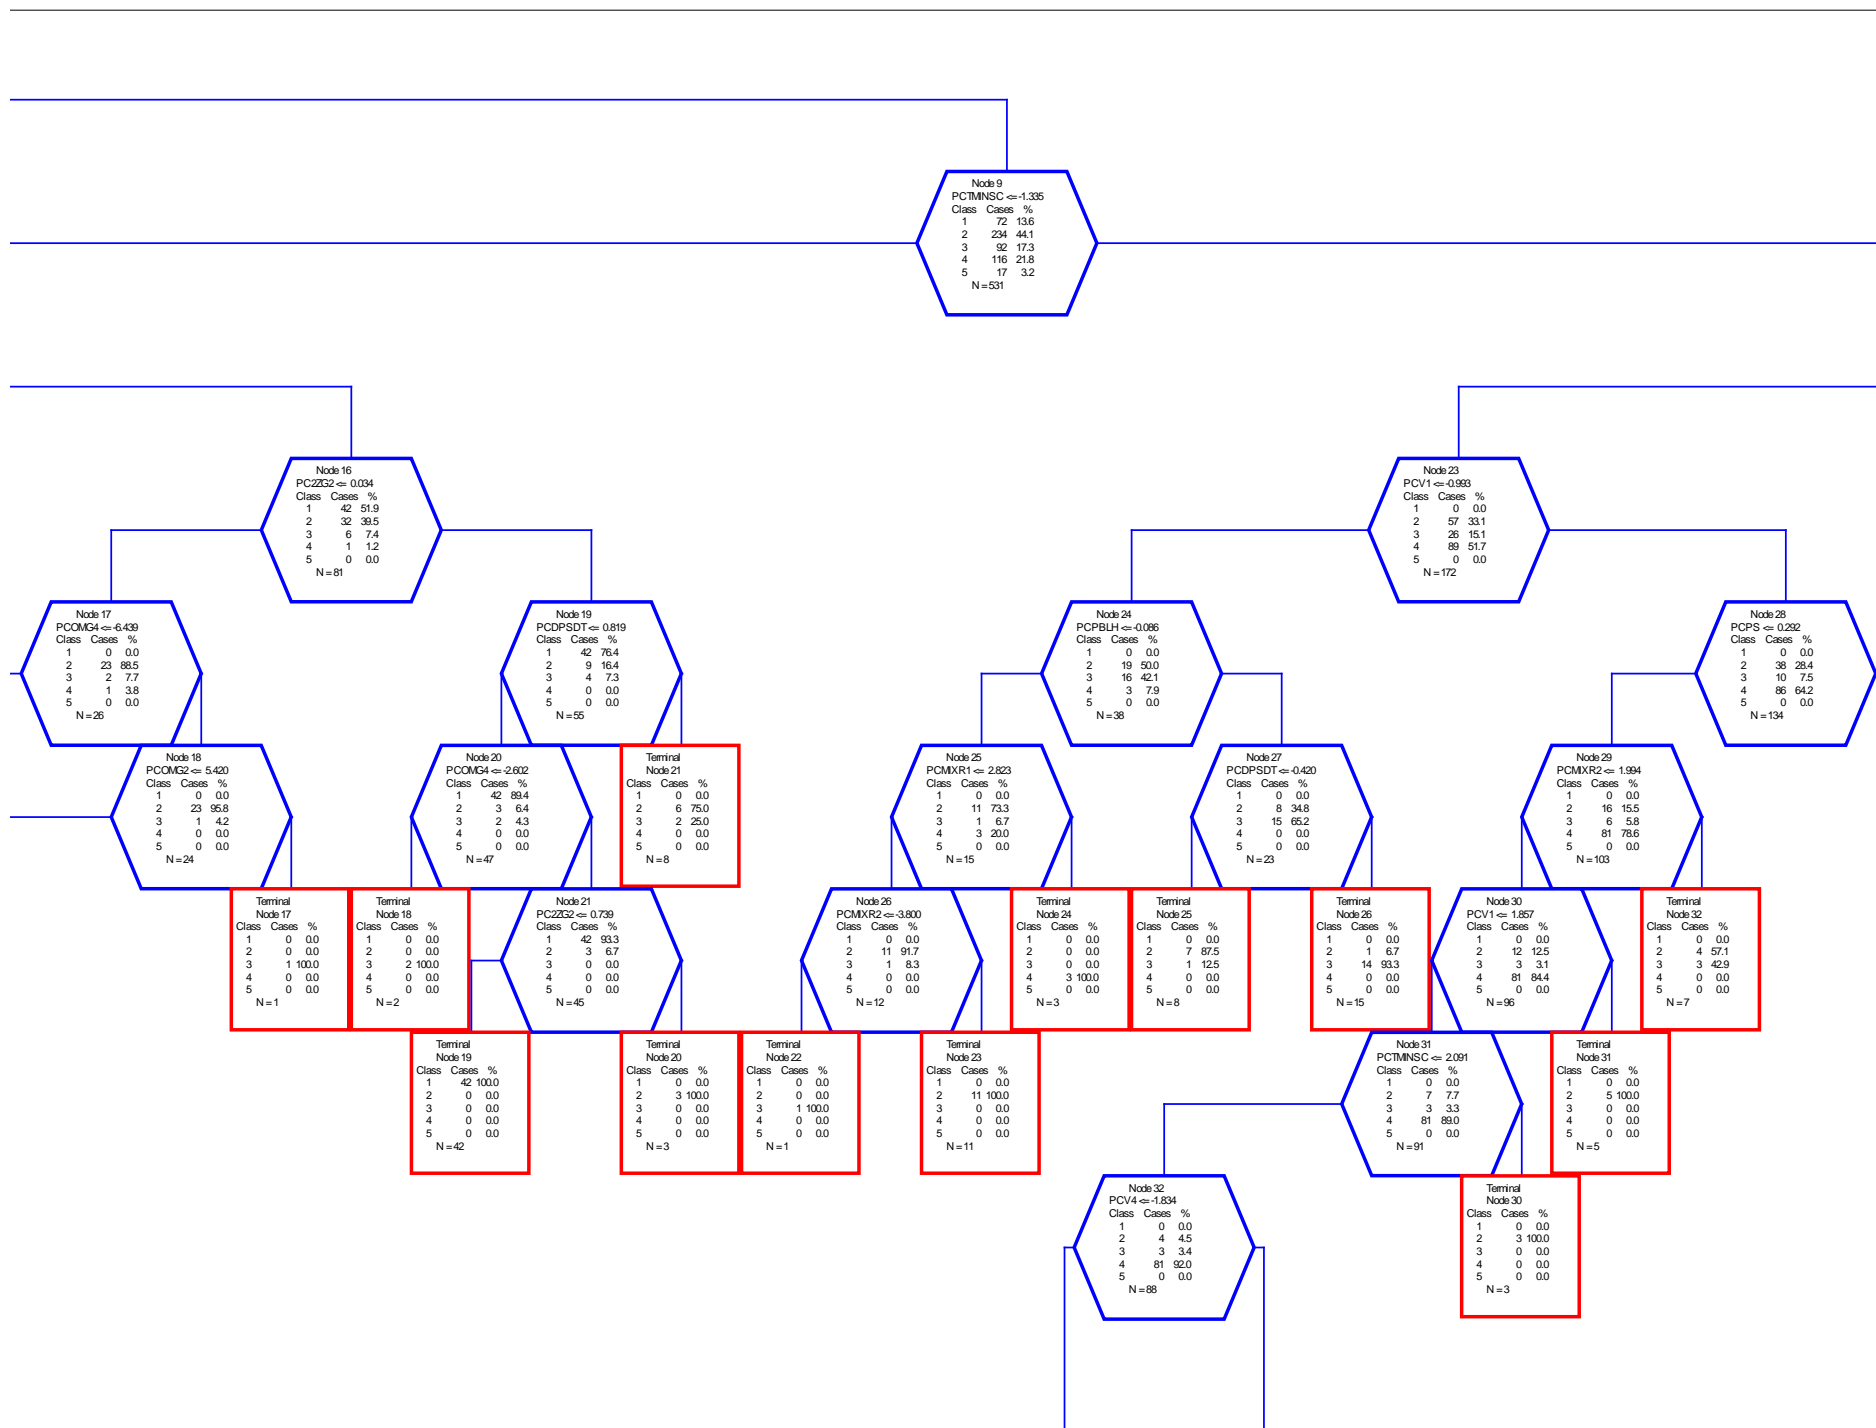 Node 9
PCTMINSC <= -1.335
Class Cases %
1 72 13.6
2 234 44.1
3 92 17.3
4 116 21.8
5 17 3.2
N = 531
Node 16
PC2ZG2 <= 0.034
Class Cases %
1 42 51.9
2 32 39.5
3 6 7.4
4 1 1.2
5 0 0.0
N = 81
Node 23
PCV1 <= -0.993
Class Cases %
1 0 0.0
2 57 33.1
3 26 15.1
4 89 51.7
5 0 0.0
N = 172
Node 17
PCOMG4 <= -6.439
Class Cases %
1 0 0.0
2 23 88.5
3 2 7.7
4 1 3.8
5 0 0.0
N = 26
Node 19
PCDPSDT <= 0.819
Class Cases %
1 42 76.4
2 9 16.4
3 4 7.3
4 0 0.0
5 0 0.0
N = 55
Node 24
PCPBLH <= -0.086
Class Cases %
1 0 0.0
2 19 50.0
3 16 42.1
4 3 7.9
5 0 0.0
N = 38
Node 28
PCPS <= 0.292
Class Cases %
1 0 0.0
2 38 28.4
3 10 7.5
4 86 64.2
5 0 0.0
N = 134
Node 18
PCOMG2 <= 5.420
Class Cases %
1 0 0.0
2 23 95.8
3 1 4.2
4 0 0.0
5 0 0.0
N = 24
Node 20
PCOMG4 <= -2.602
Class Cases %
1 42 89.4
2 3 6.4
3 2 4.3
4 0 0.0
5 0 0.0
N = 47
Terminal
Node 21
Class Cases %
1 0 0.0
2 6 75.0
3 2 25.0
4 0 0.0
5 0 0.0
N = 8
Node 25
PCMIXR1 <= 2.823
Class Cases %
1 0 0.0
2 11 73.3
3 1 6.7
4 3 20.0
5 0 0.0
N = 15
Node 27
PCDPSDT <= -0.420
Class Cases %
1 0 0.0
2 8 34.8
3 15 65.2
4 0 0.0
5 0 0.0
N = 23
Node 29
PCMIXR2 <= 1.994
Class Cases %
1 0 0.0
2 16 15.5
3 6 5.8
4 81 78.6
5 0 0.0
N = 103
Terminal
Node 17
Class Cases %
1 0 0.0
2 0 0.0
3 1 100.0
4 0 0.0
5 0 0.0
N = 1
Terminal
Node 18
Class Cases %
1 0 0.0
2 0 0.0
3 2 100.0
4 0 0.0
5 0 0.0
N = 2
Node 21
PC2ZG2 <= 0.739
Class Cases %
1 42 93.3
2 3 6.7
3 0 0.0
4 0 0.0
5 0 0.0
N = 45
Node 26
PCMIXR2 <= -3.800
Class Cases %
1 0 0.0
2 11 91.7
3 1 8.3
4 0 0.0
5 0 0.0
N = 12
Terminal
Node 24
Class Cases %
1 0 0.0
2 0 0.0
3 0 0.0
4 3 100.0
5 0 0.0
N = 3
Terminal
Node 25
Class Cases %
1 0 0.0
2 7 87.5
3 1 12.5
4 0 0.0
5 0 0.0
N = 8
Terminal
Node 26
Class Cases %
1 0 0.0
2 1 6.7
3 14 93.3
4 0 0.0
5 0 0.0
N = 15
Node 30
PCV1 <= 1.857
Class Cases %
1 0 0.0
2 12 12.5
3 3 3.1
4 81 84.4
5 0 0.0
N = 96
Terminal
Node 32
Class Cases %
1 0 0.0
2 4 57.1
3 3 42.9
4 0 0.0
5 0 0.0
N = 7
Terminal
Node 19
Class Cases %
1 42 100.0
2 0 0.0
3 0 0.0
4 0 0.0
5 0 0.0
N = 42
Terminal
Node 20
Class Cases %
1 0 0.0
2 3 100.0
3 0 0.0
4 0 0.0
5 0 0.0
N = 3
Terminal
Node 22
Class Cases %
1 0 0.0
2 0 0.0
3 1 100.0
4 0 0.0
5 0 0.0
N = 1
Terminal
Node 23
Class Cases %
1 0 0.0
2 11 100.0
3 0 0.0
4 0 0.0
5 0 0.0
N = 11
Node 31
PCTMINSC <= 2.091
Class Cases %
1 0 0.0
2 7 7.7
3 3 3.3
4 81 89.0
5 0 0.0
N = 91
Terminal
Node 31
Class Cases %
1 0 0.0
2 5 100.0
3 0 0.0
4 0 0.0
5 0 0.0
N = 5
Node 32
PCV4 <= -1.834
Class Cases %
1 0 0.0
2 4 4.5
3 3 3.4
4 81 92.0
5 0 0.0
N = 88
Terminal
Node 30
Class Cases %
1 0 0.0
2 3 100.0
3 0 0.0
4 0 0.0
5 0 0.0
N = 3